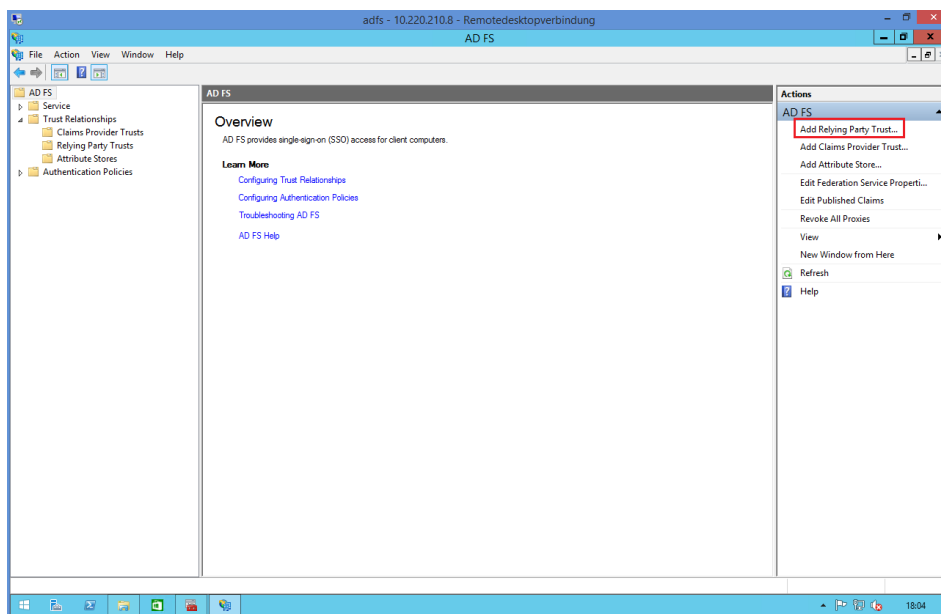 adfs - 10.220.210.8 - Remotedesktopverbindung
AD FS
File Action View Window Help
AD FS
Service
Trust Relationships
Claims Provider Trusts
Relying Party Trusts
Attribute Stores
Authentication Policies
AD FS
Overview
AD FS provides single-sign-on (SSO) access for client computers.
Learn More
Configuring Trust Relationships
Configuring Authentication Policies
Troubleshooting AD FS
AD FS Help
Actions
AD FS
Add Relying Party Trust...
Add Claims Provider Trust...
Add Attribute Store...
Edit Federation Service Properti...
Edit Published Claims
Revoke All Proxies
View
New Window from Here
Refresh
Help
18:04